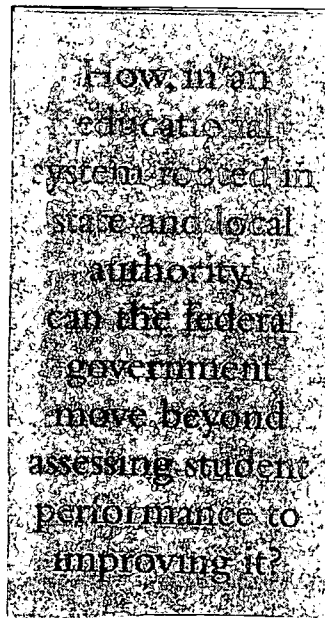 How, in an
educational
system rooted in
state and local
authority,
can the federal
government
move beyond
assessing student
performance to
improving it?